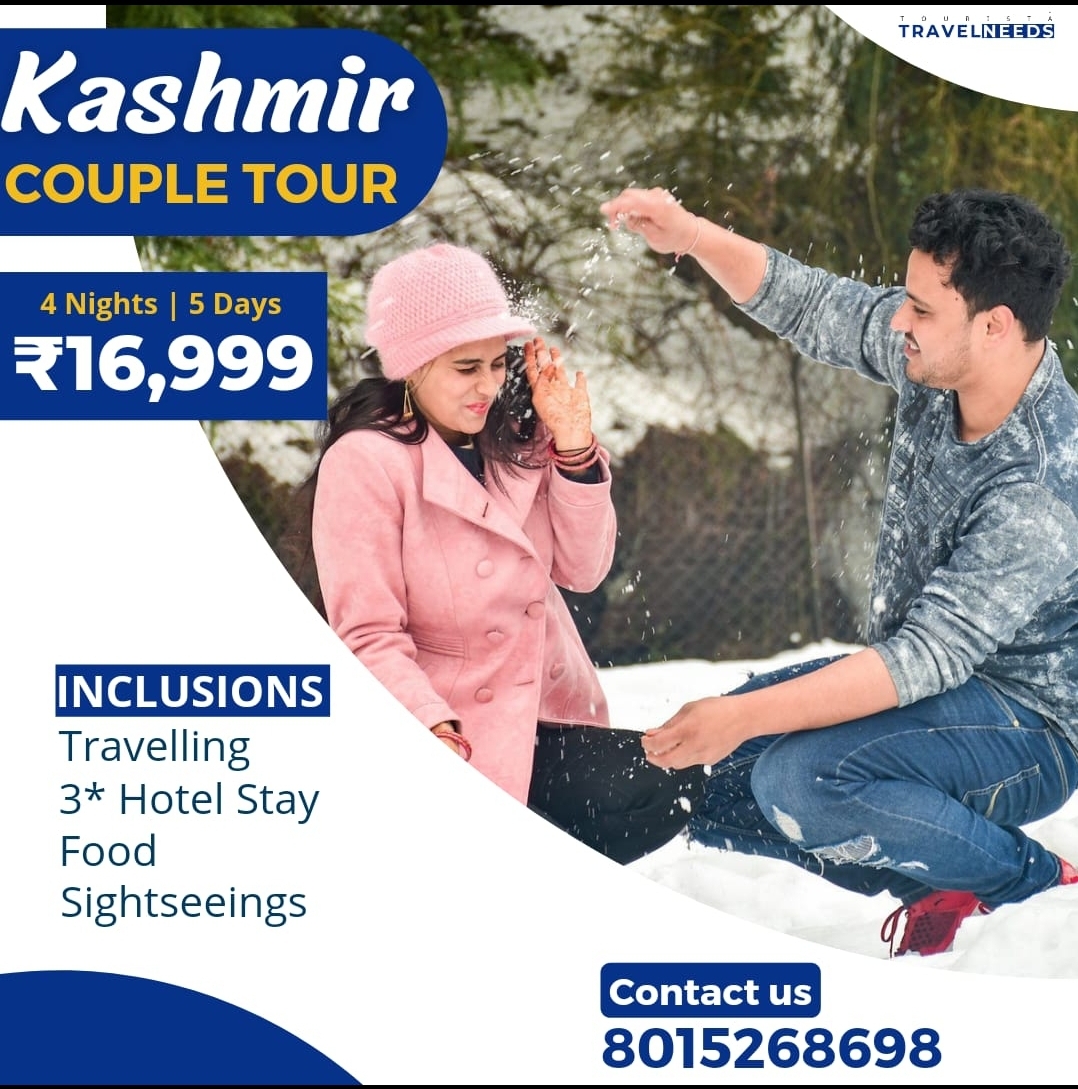 TOURISTA
TRAVELNEEDS
Kashmir
COUPLE TOUR
4 Nights | 5 Days
₹16,999
INCLUSIONS
Travelling
3* Hotel Stay
Food
Sightseeings
Contact us
8015268698